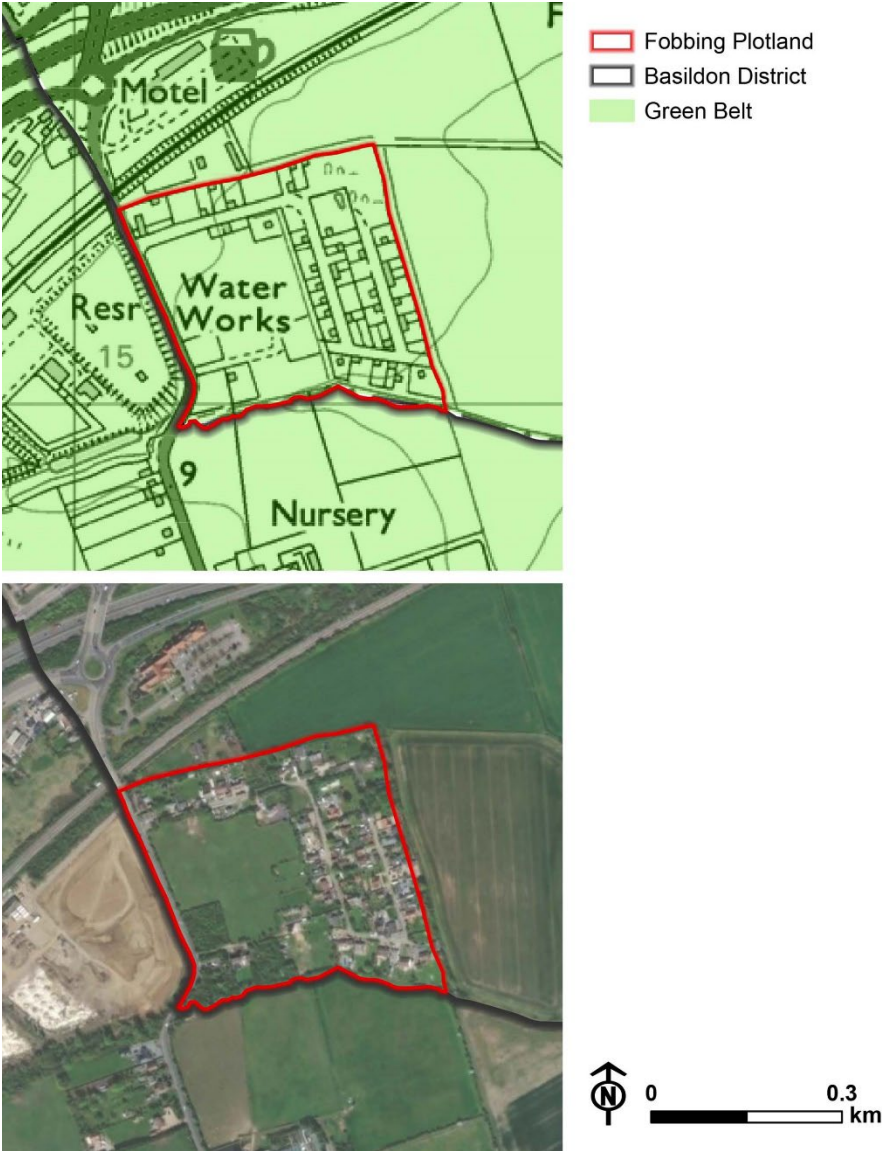 F
Motel
Water
Works
Resr
15
9
Nursery
Fobbing Plotland
Basildon District
Green Belt
N
0 0.3
km